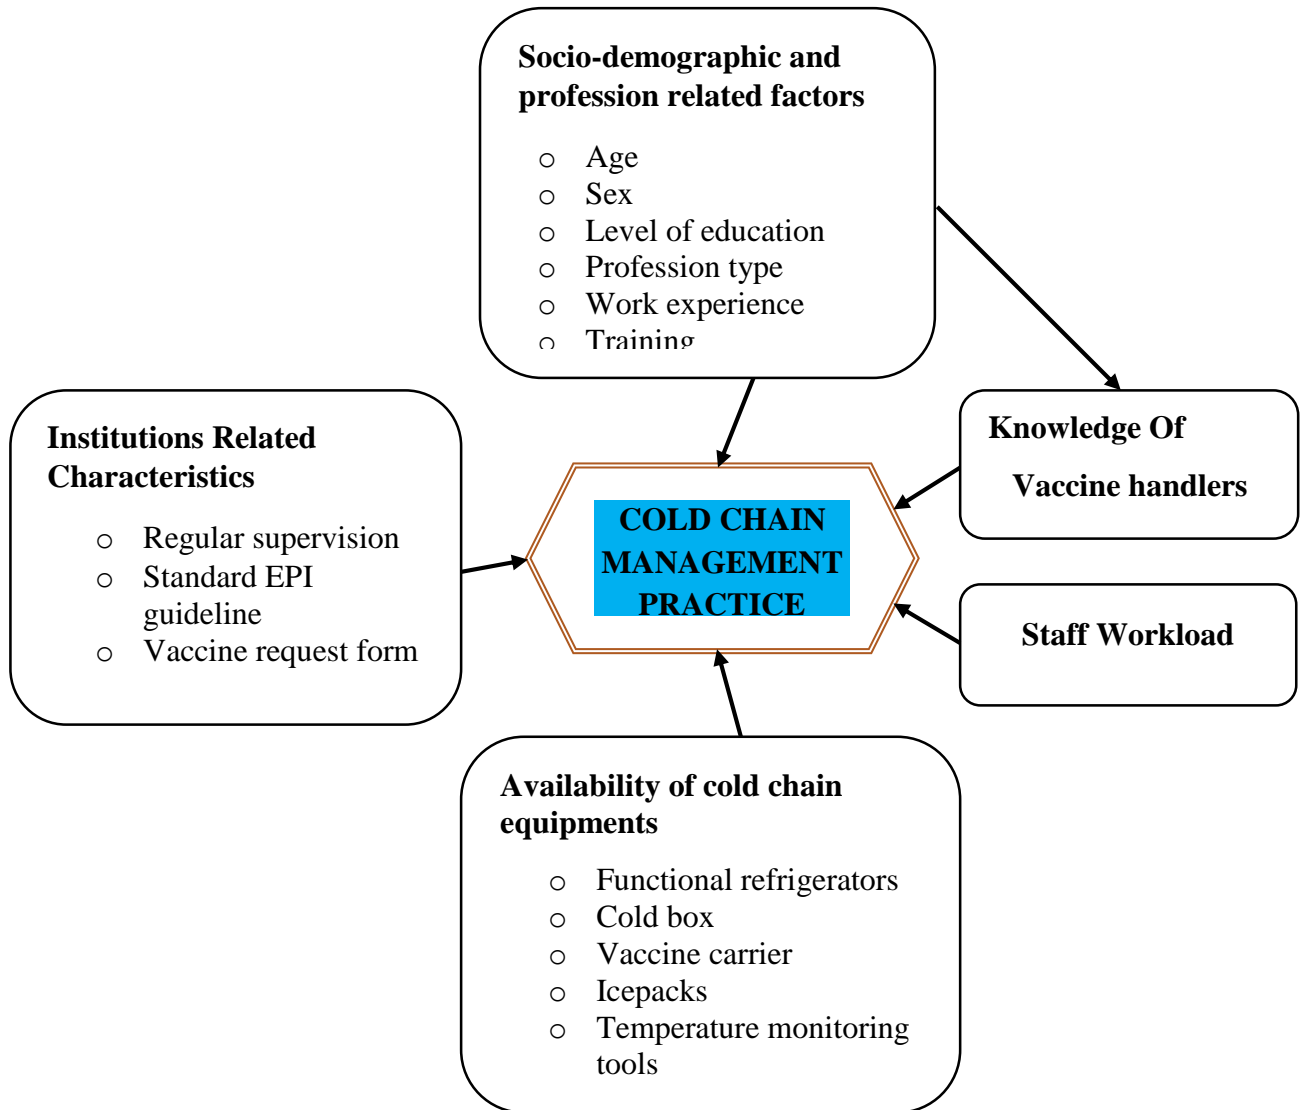 Socio-demographic and
profession related factors
o Age
o Sex
o Level of education
o Profession type
o Work experience
o Training
Institutions Related
Characteristics
o Regular supervision
o Standard EPI
guideline
o Vaccine request form
COLD CHAIN
MANAGEMENT
PRACTICE
Knowledge Of
Vaccine handlers
Staff Workload
Availability of cold chain
equipments
o Functional refrigerators
o Cold box
o Vaccine carrier
o Icepacks
o Temperature monitoring
tools